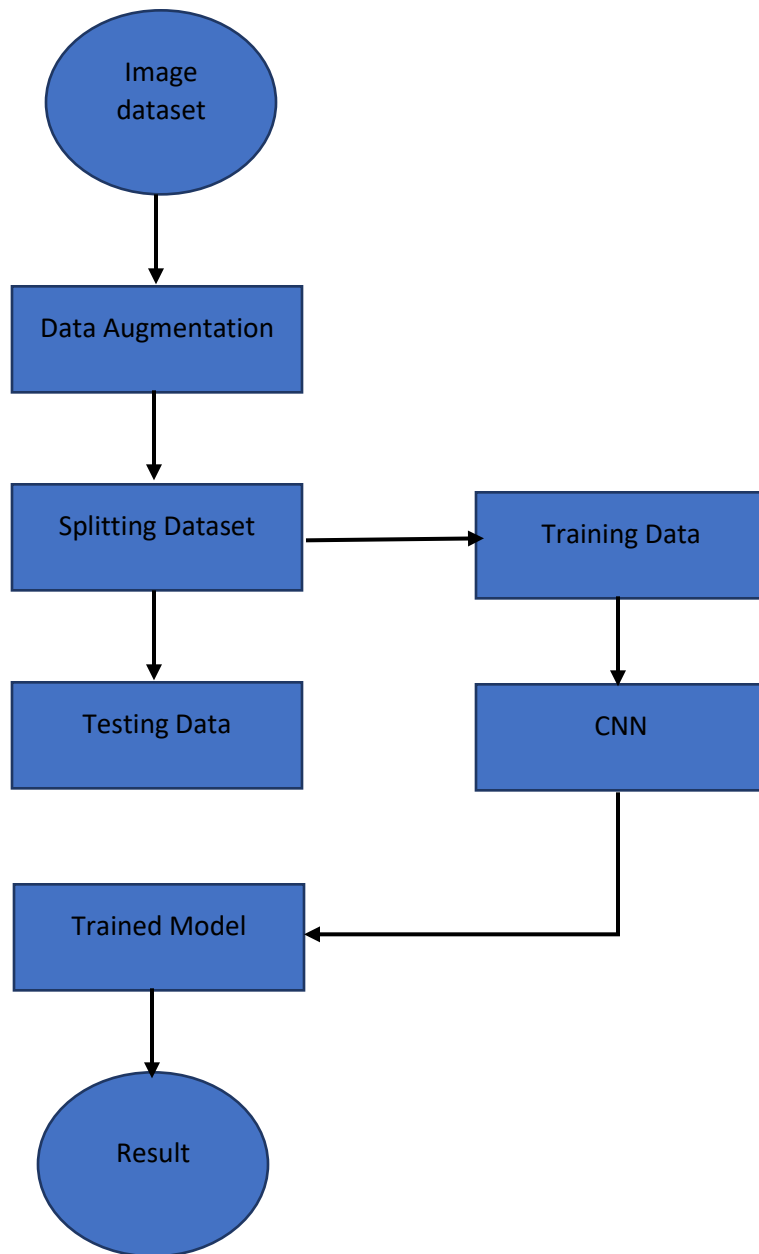 Image
dataset
Data Augmentation
Splitting Dataset
Training Data
Testing Data
CNN
Trained Model
Result